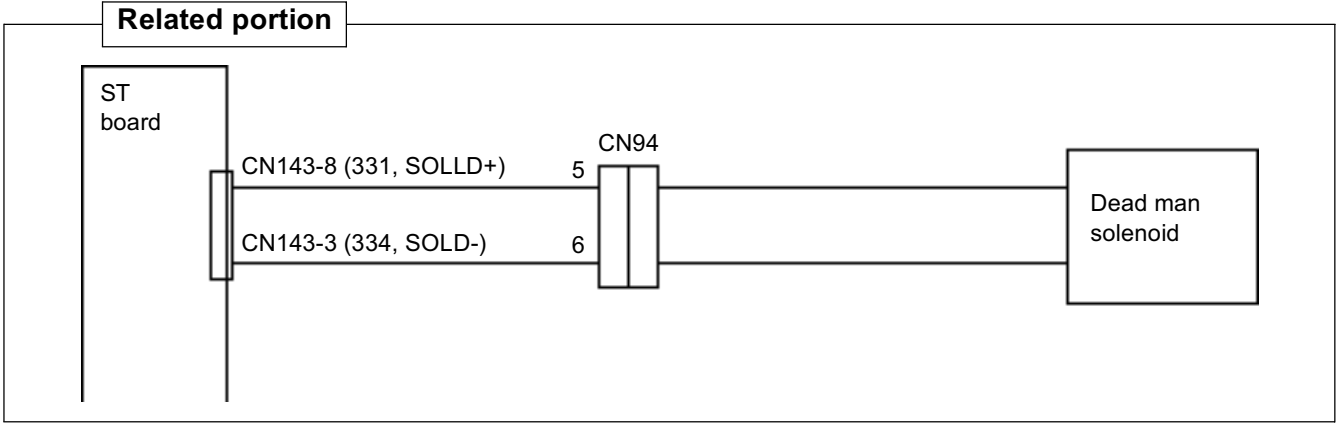 Related portion
ST
board
CN94
CN143-8 (331, SOLLD+)
5
CN143-3 (334, SOLD-)
6
Dead man
solenoid